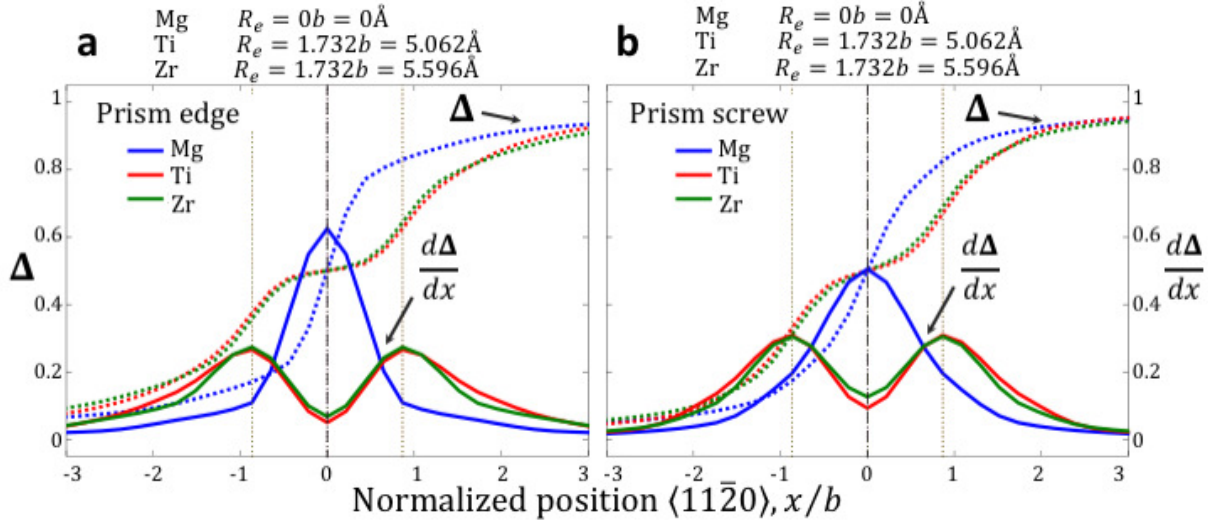 a
Mg R_e = 0b = 0Å
Ti R_e = 1.732b = 5.062Å
Zr R_e = 1.732b = 5.596Å
Prism edge
Mg
Ti
Zr
Δ
dΔ/dx
Δ
1
0.8
0.6
0.4
0.2
0
-3 -2 -1 0 1 2 3
b
Mg R_e = 0b = 0Å
Ti R_e = 1.732b = 5.062Å
Zr R_e = 1.732b = 5.596Å
Prism screw
Mg
Ti
Zr
Δ
dΔ/dx
1
0.8
0.6
0.4
0.2
0
dΔ/dx
-3 -2 -1 0 1 2 3
Normalized position ⟨112̄0⟩, x/b